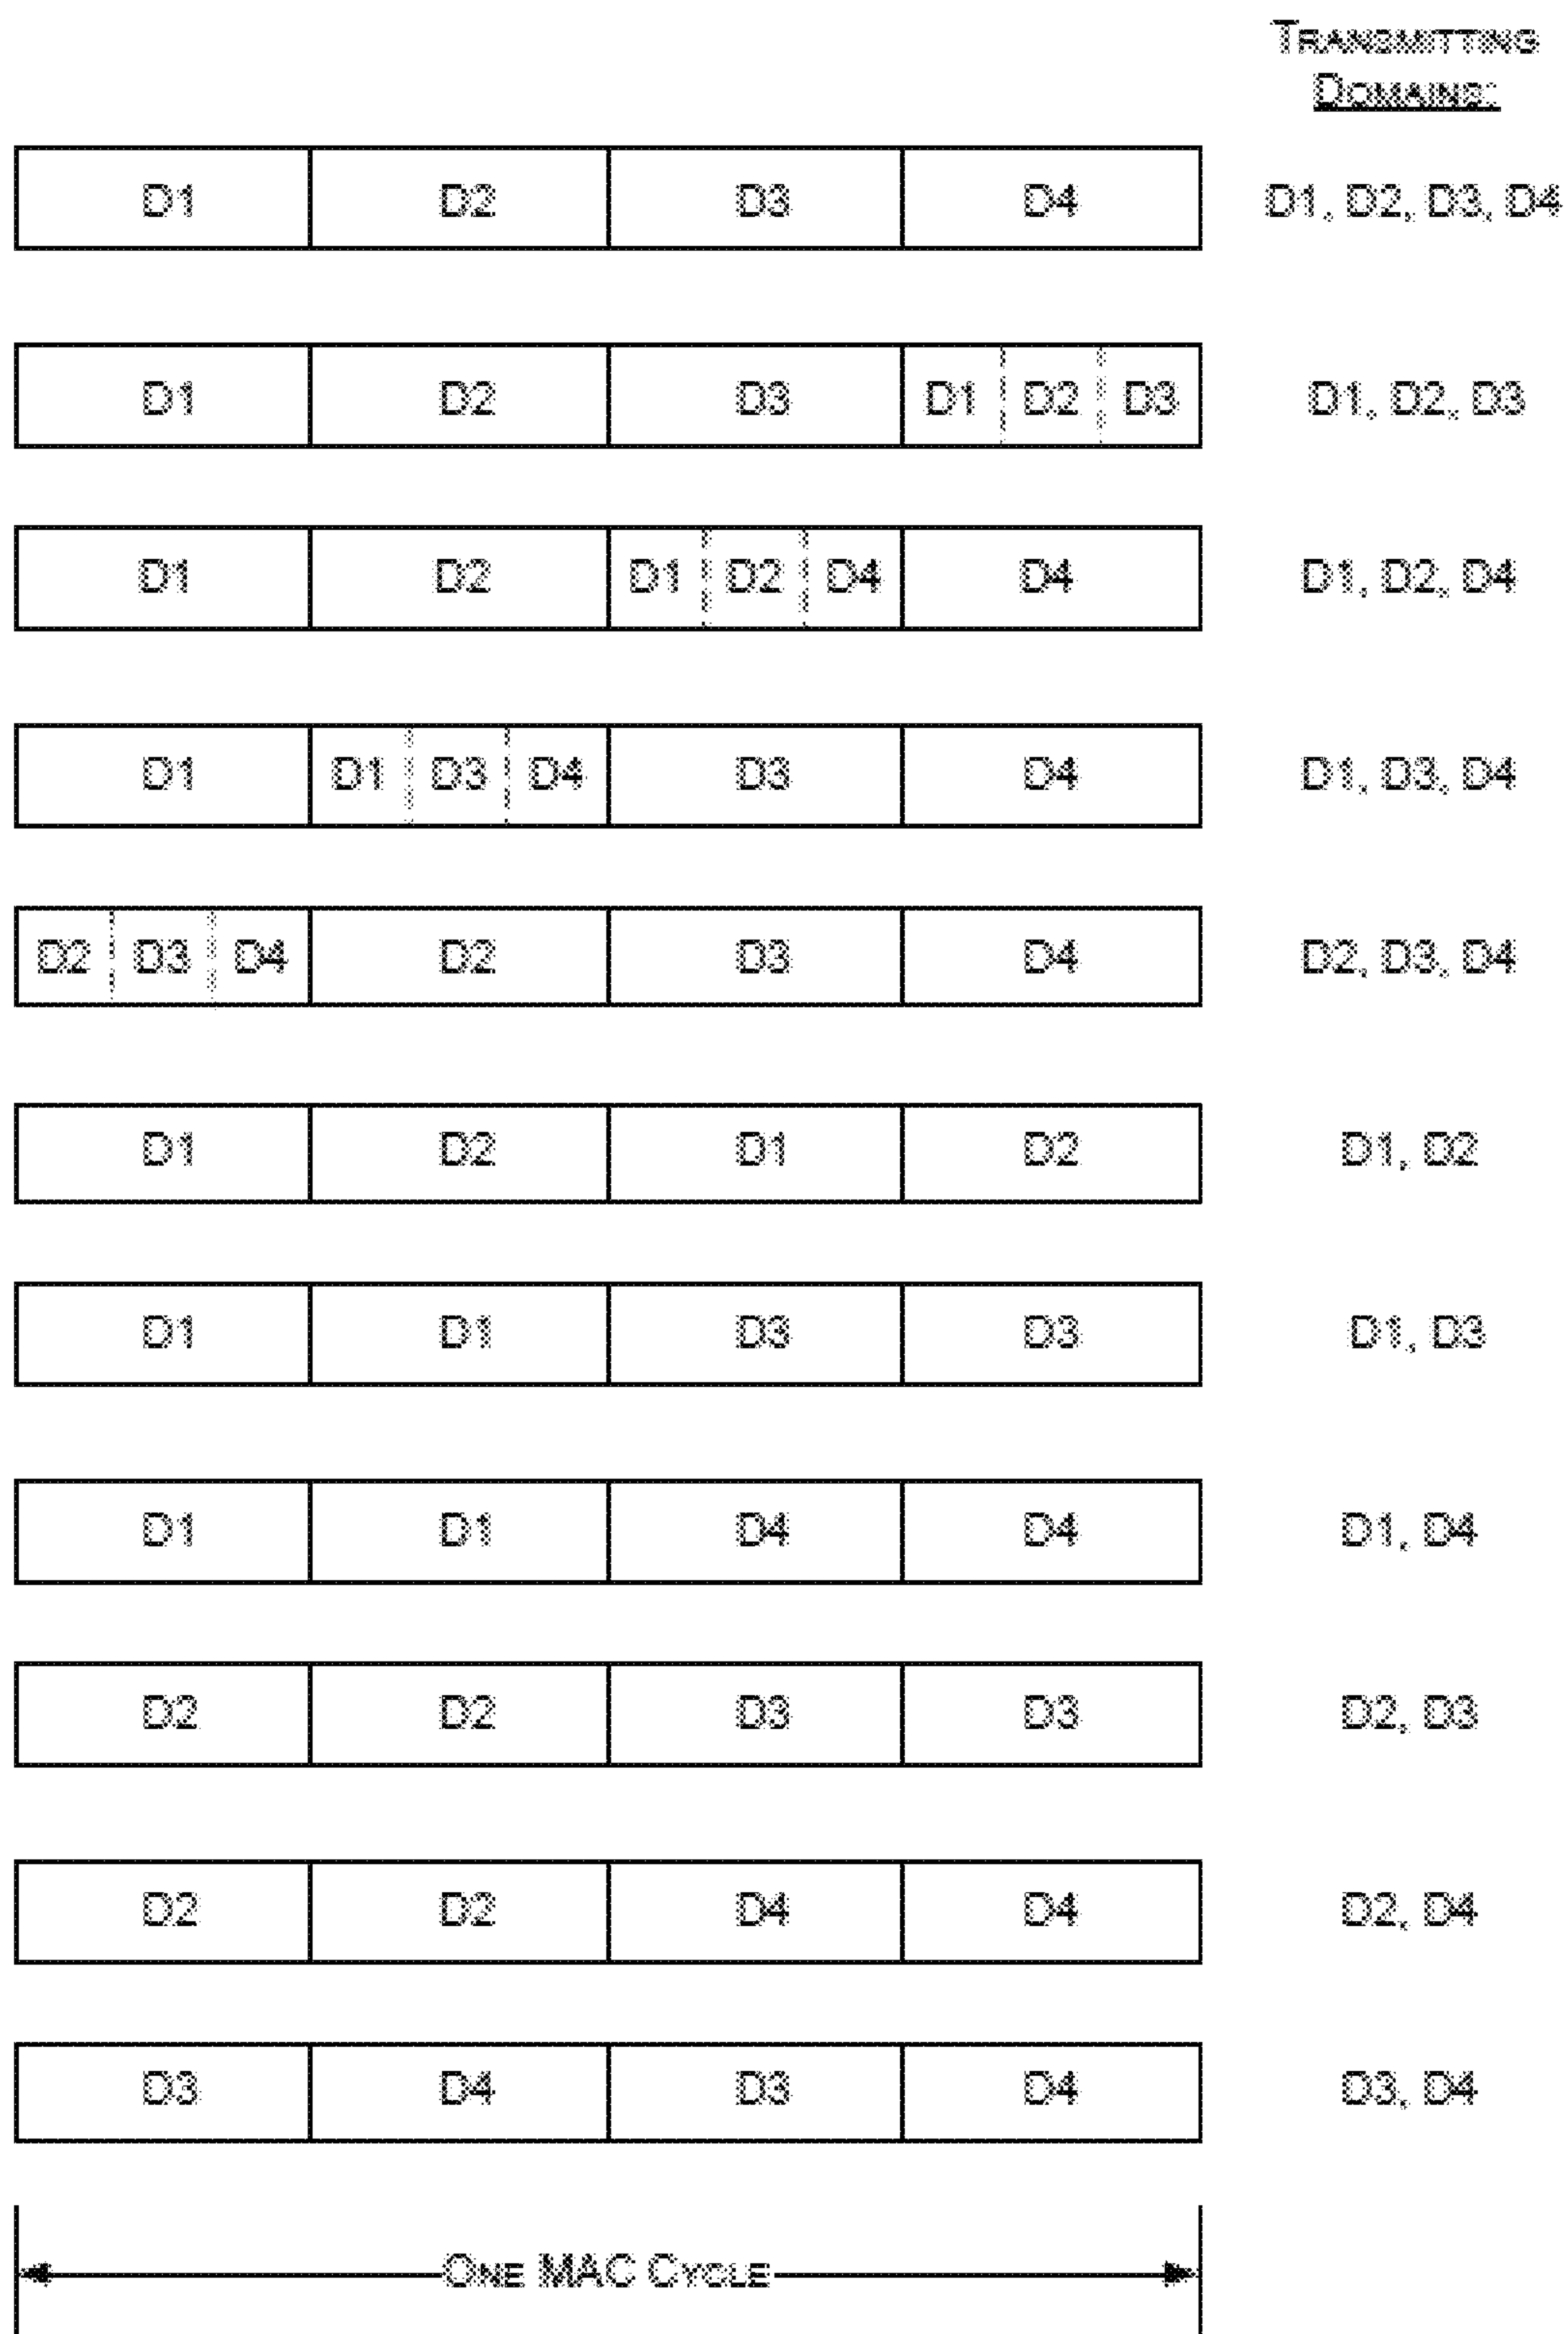 TRANSMITTING
DOMAINS:
D1 D2 D3 D4 D1, D2, D3, D4
D1 D2 D3 D1 D2 D3 D1, D2, D3
D1 D2 D1 D2 D4 D4 D1, D2, D4
D1 D1 D3 D4 D3 D4 D1, D3, D4
D2 D3 D4 D2 D3 D4 D2, D3, D4
D1 D2 D1 D2 D1, D2
D1 D1 D3 D3 D1, D3
D1 D1 D4 D4 D1, D4
D2 D2 D3 D3 D2, D3
D2 D2 D4 D4 D2, D4
D3 D4 D3 D4 D3, D4
ONE MAC CYCLE